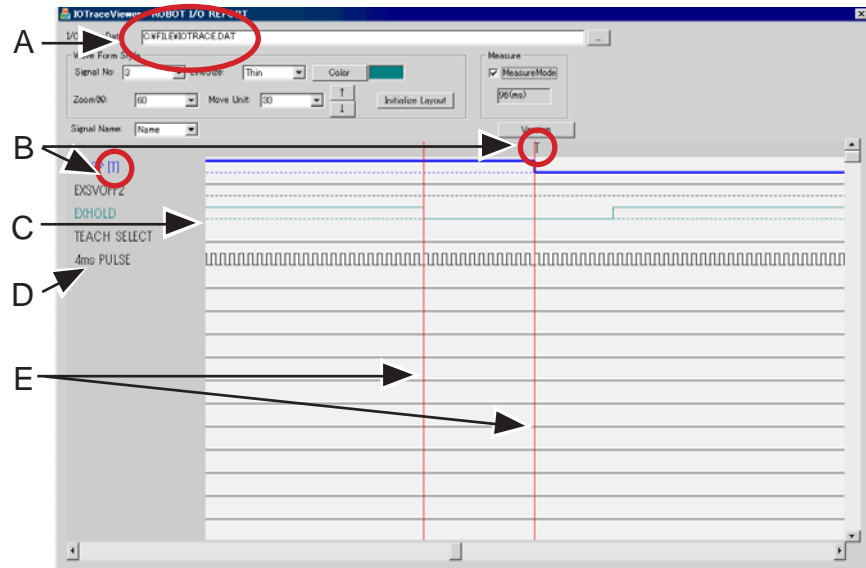 IOTraceViewer ROBOT I/O REPORT
A
C:¥FILE¥IOTRACE.DAT
...
Wave Form Style
Measure
Signal No: 3
LineSize: Thin
Color
MeasureMode
96(ms)
Zoom(%): 60
Move Unit: 30
↑
↓
Initialize Layout
Signal Name: Name
B
T
[T]
EXSVOFF2
EXHOLD
C
TEACH SELECT
4ms PULSE
D
E